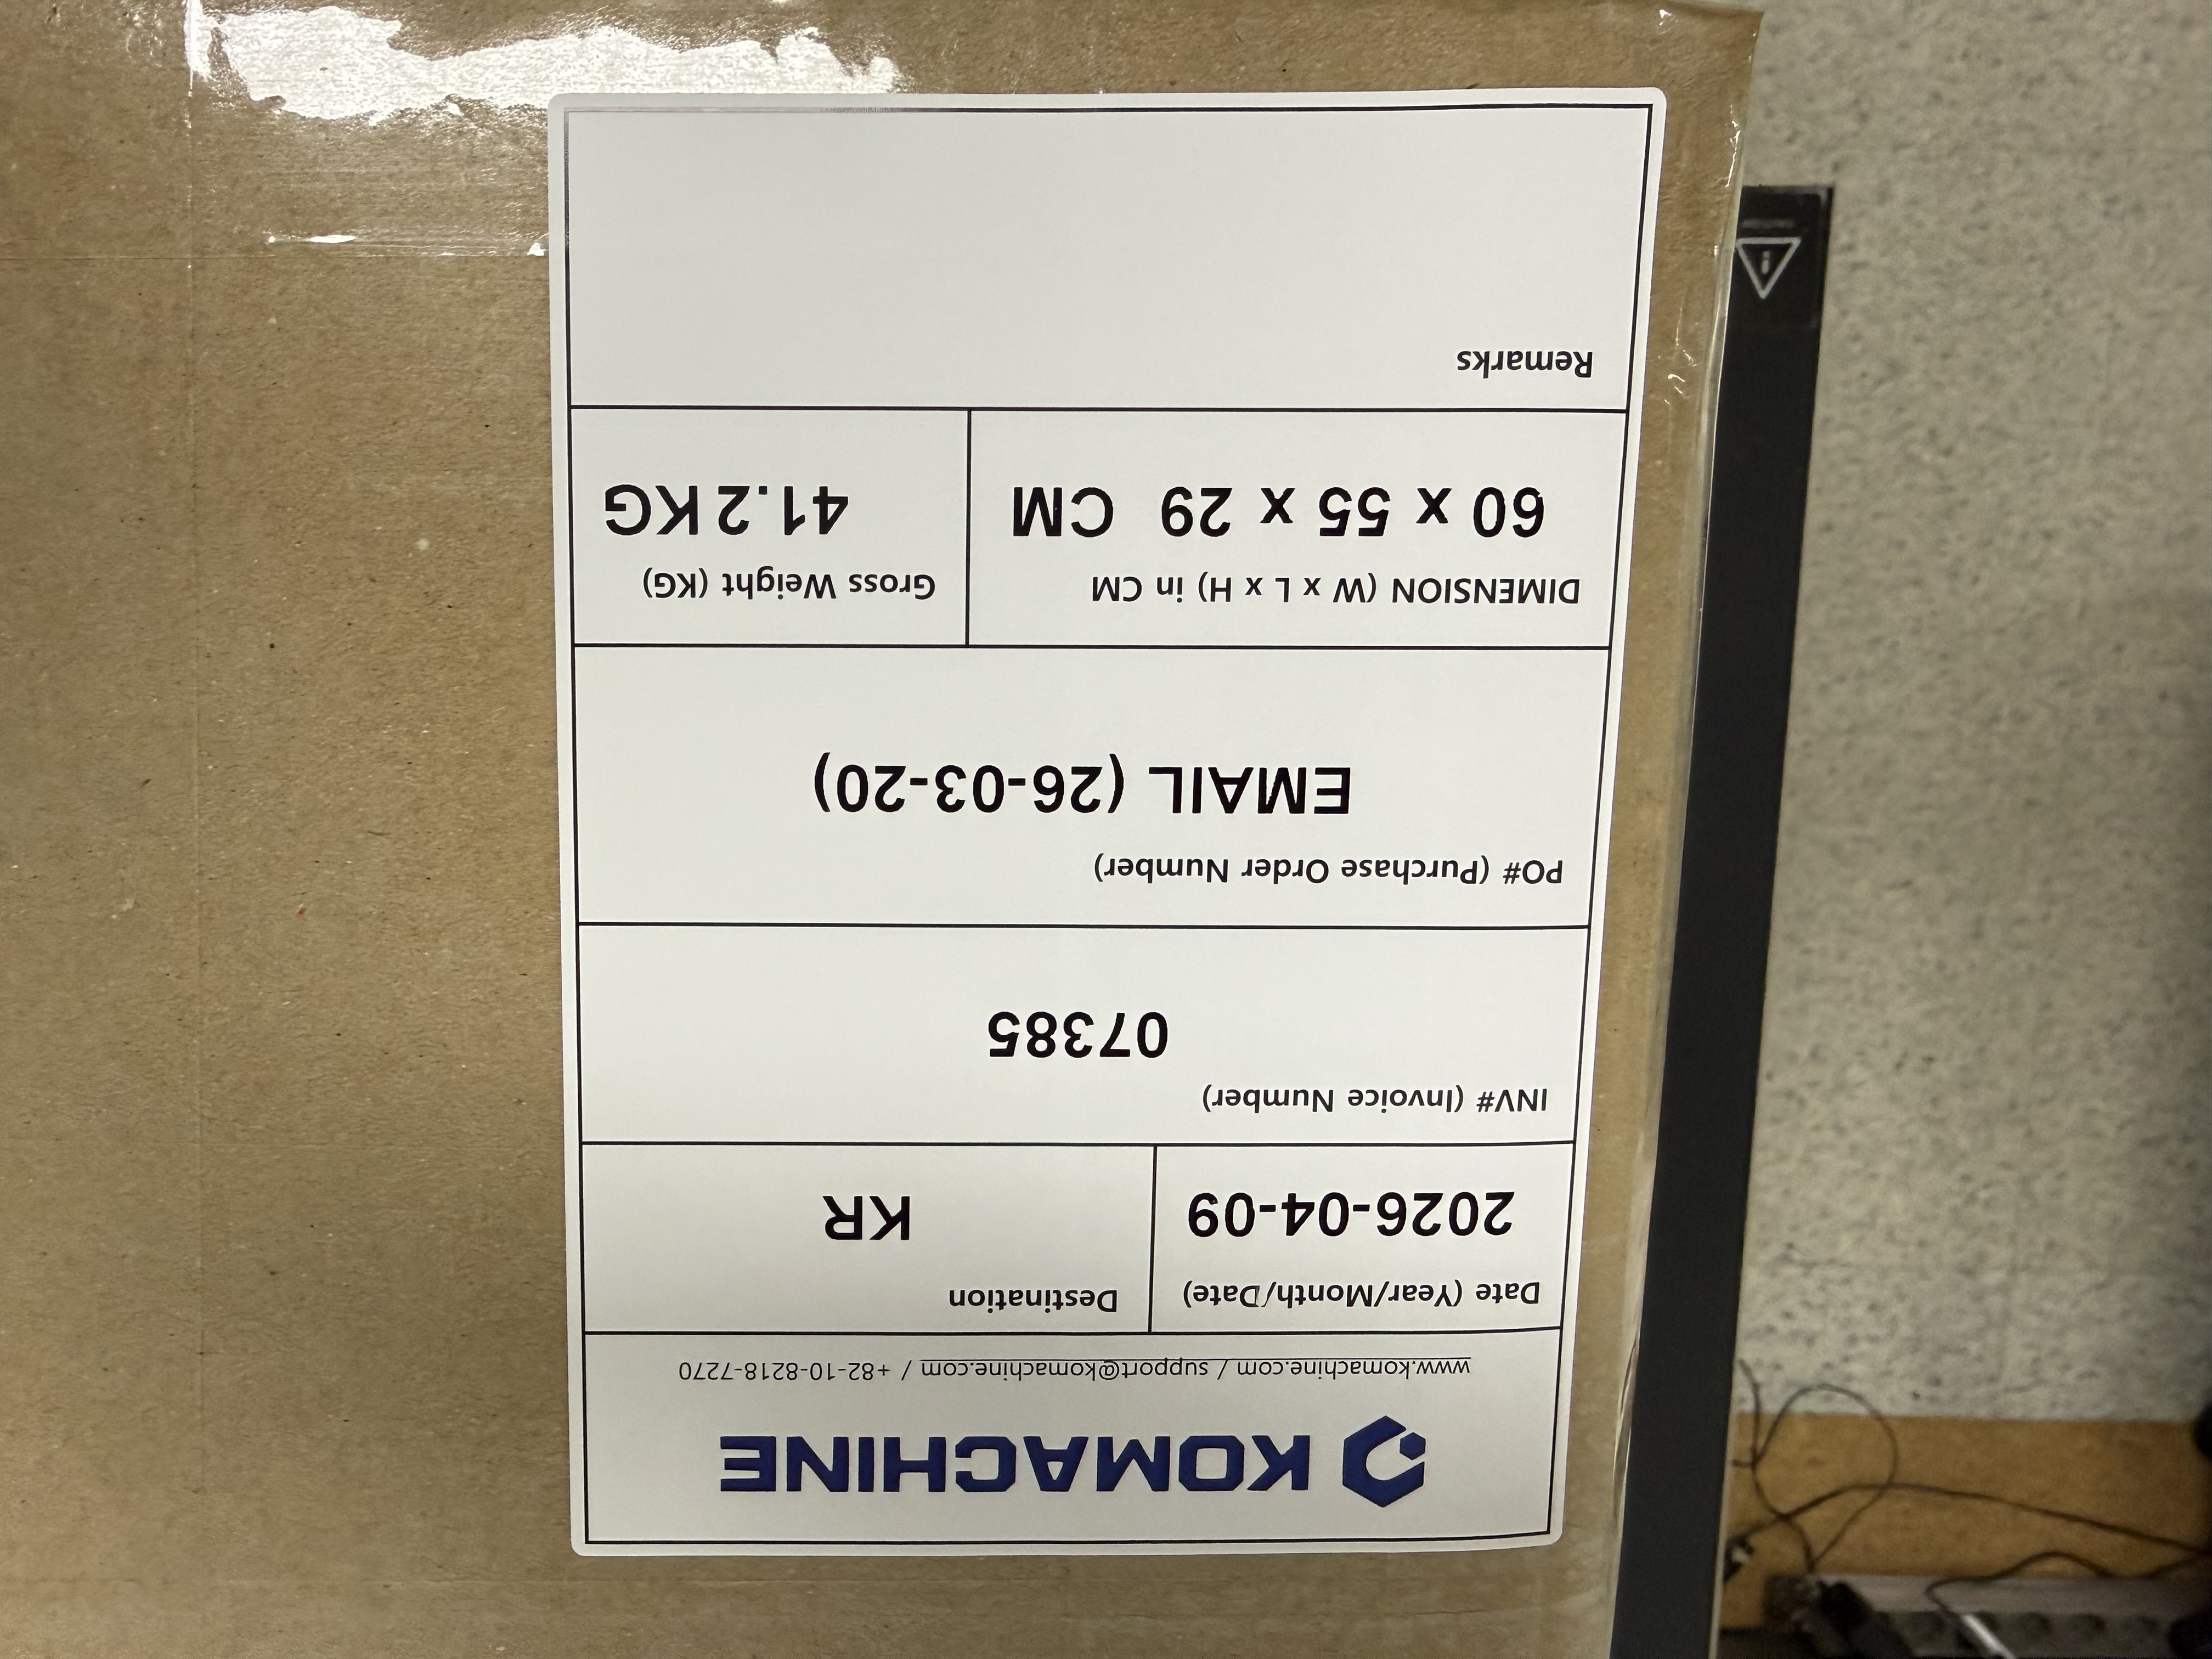 KOMACHINE
www.komachine.com / support@komachine.com / +82-10-8218-7270
Date (Year/Month/Date)
2026-04-09
Destination
KR
INV# (Invoice Number)
07385
PO# (Purchase Order Number)
EMAIL (26-03-20)
DIMENSION (W x L x H) in CM
60 x 55 x 29 CM
Gross Weight (KG)
41.2 KG
Remarks